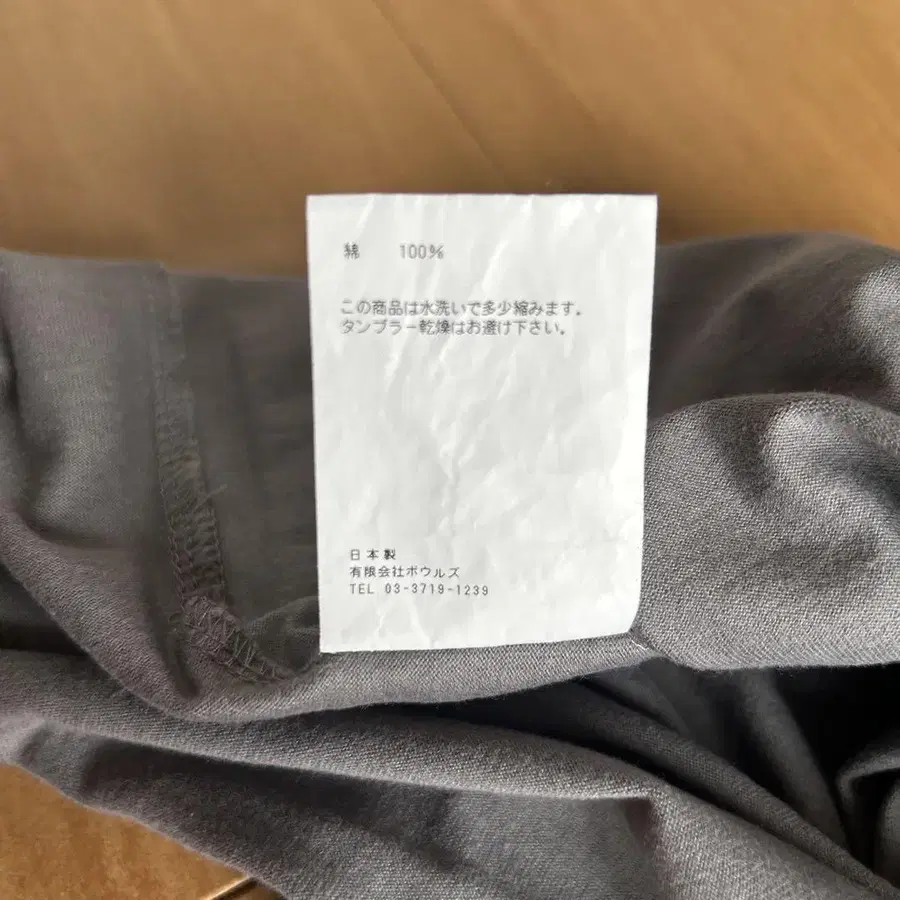 綿 100%
この商品は水洗いで多少縮みます。
タンブラー乾燥はお避け下さい。
日本製
有限会社ボウルズ
TEL 03-3719-1239